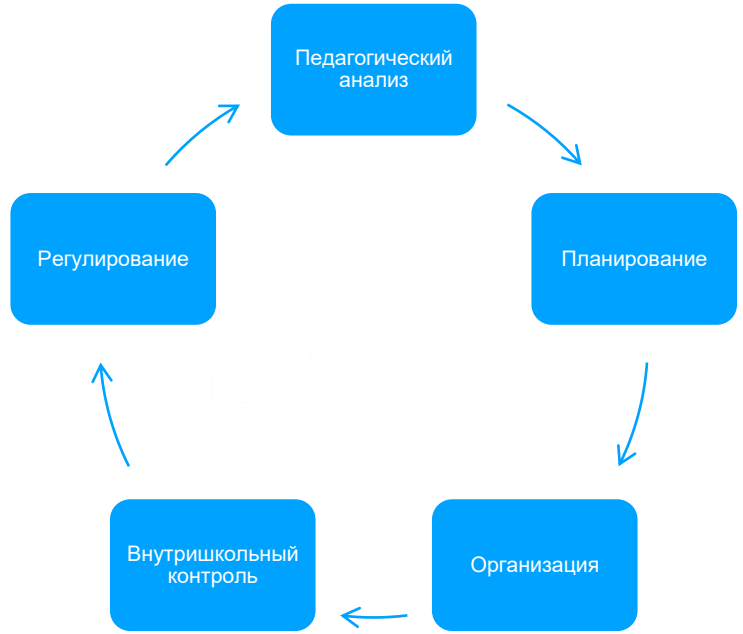 Педагогический
анализ
Планирование
Организация
Внутришкольный
контроль
Регулирование